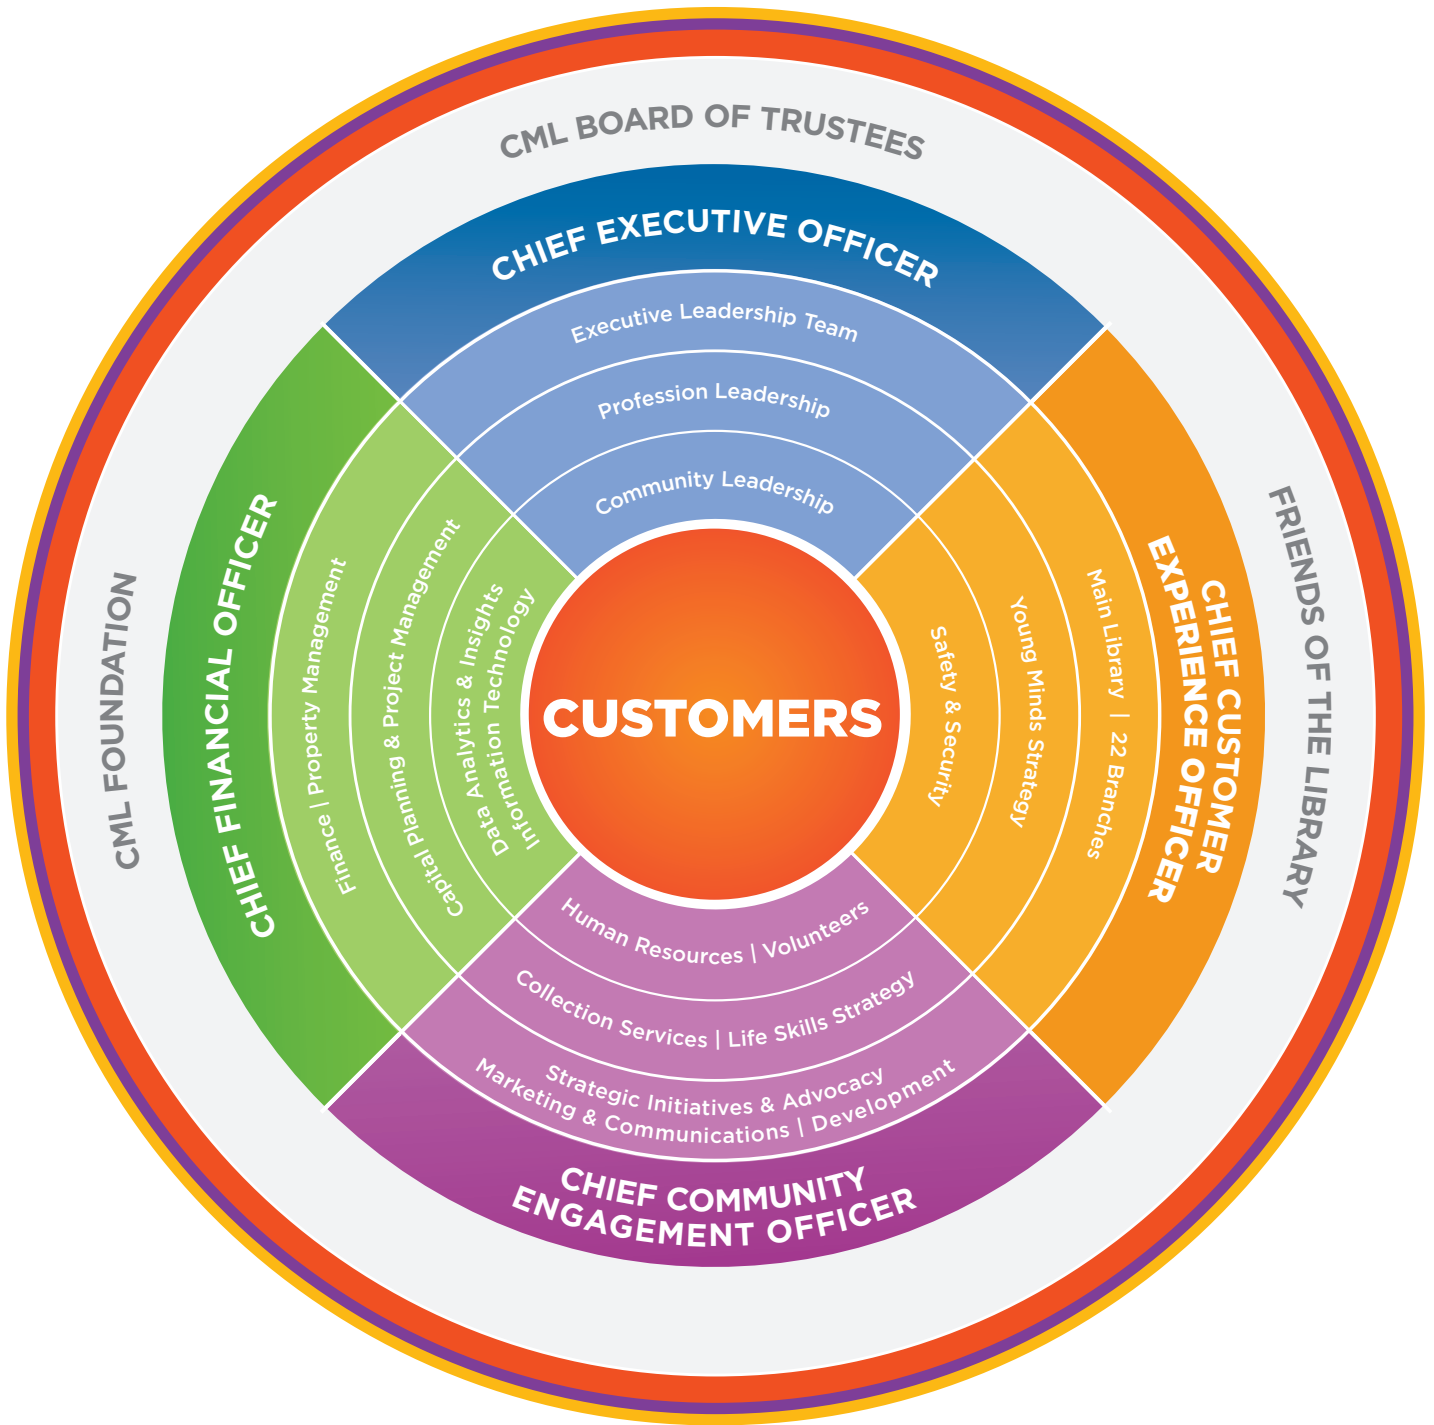 CML BOARD OF TRUSTEES
CHIEF EXECUTIVE OFFICER
Executive Leadership Team
Profession Leadership
Community Leadership
CML FOUNDATION
CHIEF FINANCIAL OFFICER
Finance | Property Management
Capital Planning & Project Management
Data Analytics & Insights
Information Technology
CUSTOMERS
Safety & Security
Young Minds Strategy
Main Library | 22 Branches
CHIEF CUSTOMER
EXPERIENCE OFFICER
FRIENDS OF THE LIBRARY
Human Resources | Volunteers
Collection Services | Life Skills Strategy
Strategic Initiatives & Advocacy
Marketing & Communications | Development
CHIEF COMMUNITY
ENGAGEMENT OFFICER